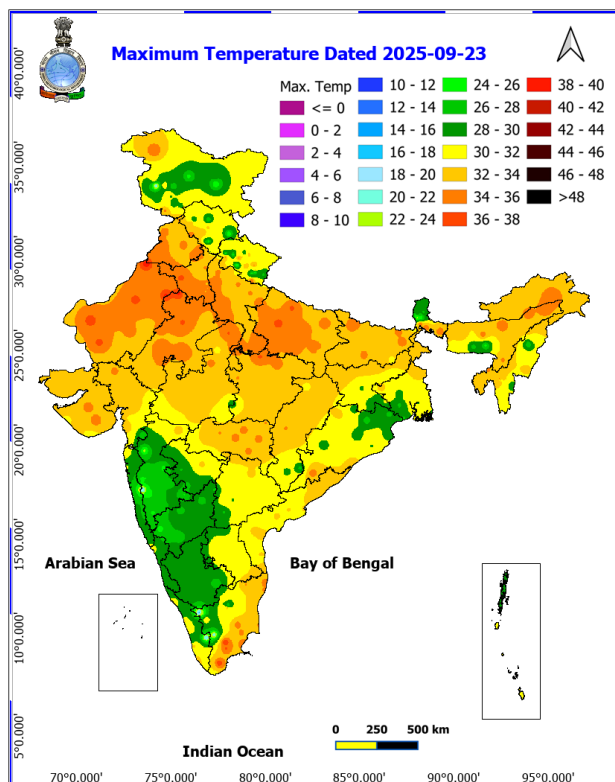 Maximum Temperature Dated 2025-09-23
Max. Temp
<= 0
0 - 2
2 - 4
4 - 6
6 - 8
8 - 10
10 - 12
12 - 14
14 - 16
16 - 18
18 - 20
20 - 22
22 - 24
24 - 26
26 - 28
28 - 30
30 - 32
32 - 34
34 - 36
36 - 38
38 - 40
40 - 42
42 - 44
44 - 46
46 - 48
>48
40°0.000'
35°0.000'
30°0.000'
25°0.000'
20°0.000'
15°0.000'
10°0.000'
5°0.000'
Arabian Sea
Bay of Bengal
Indian Ocean
0 250 500 km
70°0.000' 75°0.000' 80°0.000' 85°0.000' 90°0.000' 95°0.000'